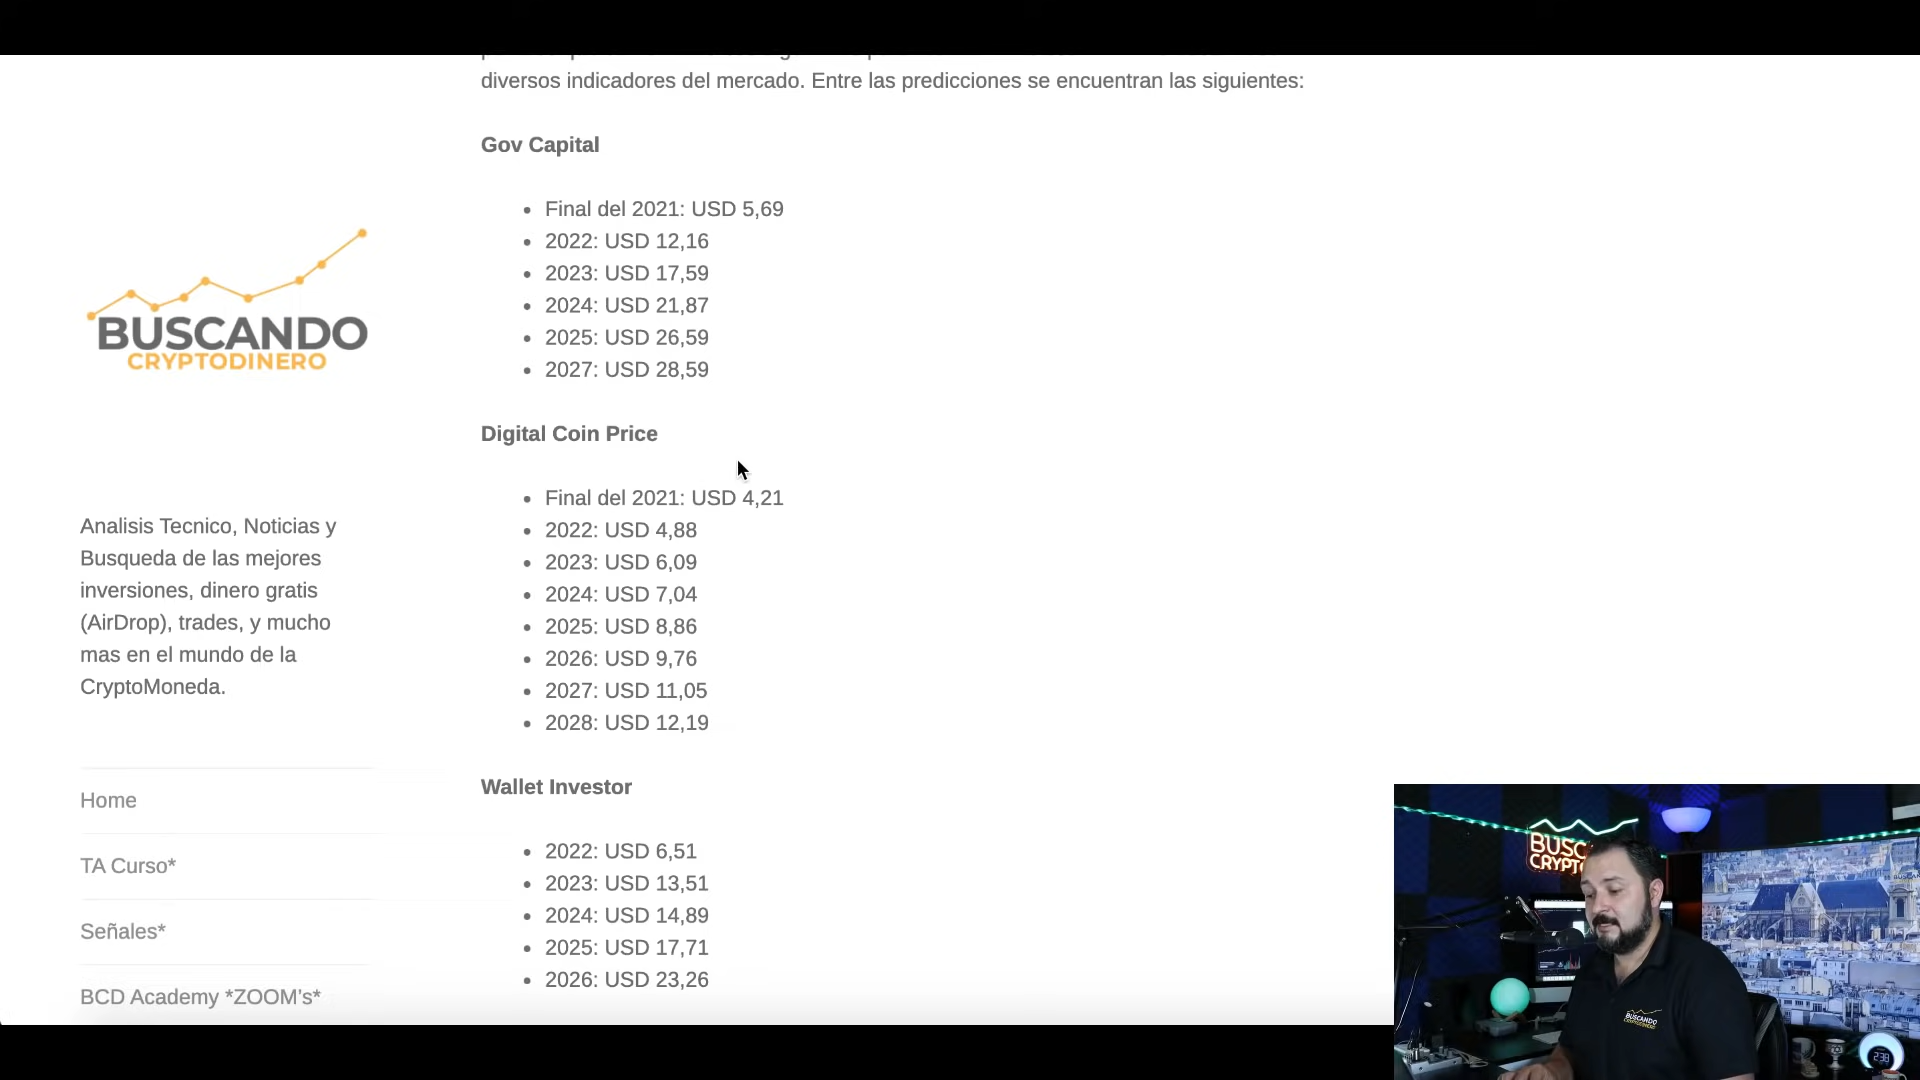 diversos indicadores del mercado. Entre las predicciones se encuentran las siguientes:
Gov Capital
Final del 2021: USD 5,69
2022: USD 12,16
2023: USD 17,59
2024: USD 21,87
2025: USD 26,59
2027: USD 28,59
Digital Coin Price
Final del 2021: USD 4,21
2022: USD 4,88
2023: USD 6,09
2024: USD 7,04
2025: USD 8,86
2026: USD 9,76
2027: USD 11,05
2028: USD 12,19
Wallet Investor
2022: USD 6,51
2023: USD 13,51
2024: USD 14,89
2025: USD 17,71
2026: USD 23,26
BUSCANDO
CRYPTODINERO
Analisis Tecnico, Noticias y
Busqueda de las mejores
inversiones, dinero gratis
(AirDrop), trades, y mucho
mas en el mundo de la
CryptoMoneda.
Home
TA Curso*
Señales*
BCD Academy *ZOOM's*
BUSC
CRYPT
BUSCANDO
CRYPTODINERO
2:38